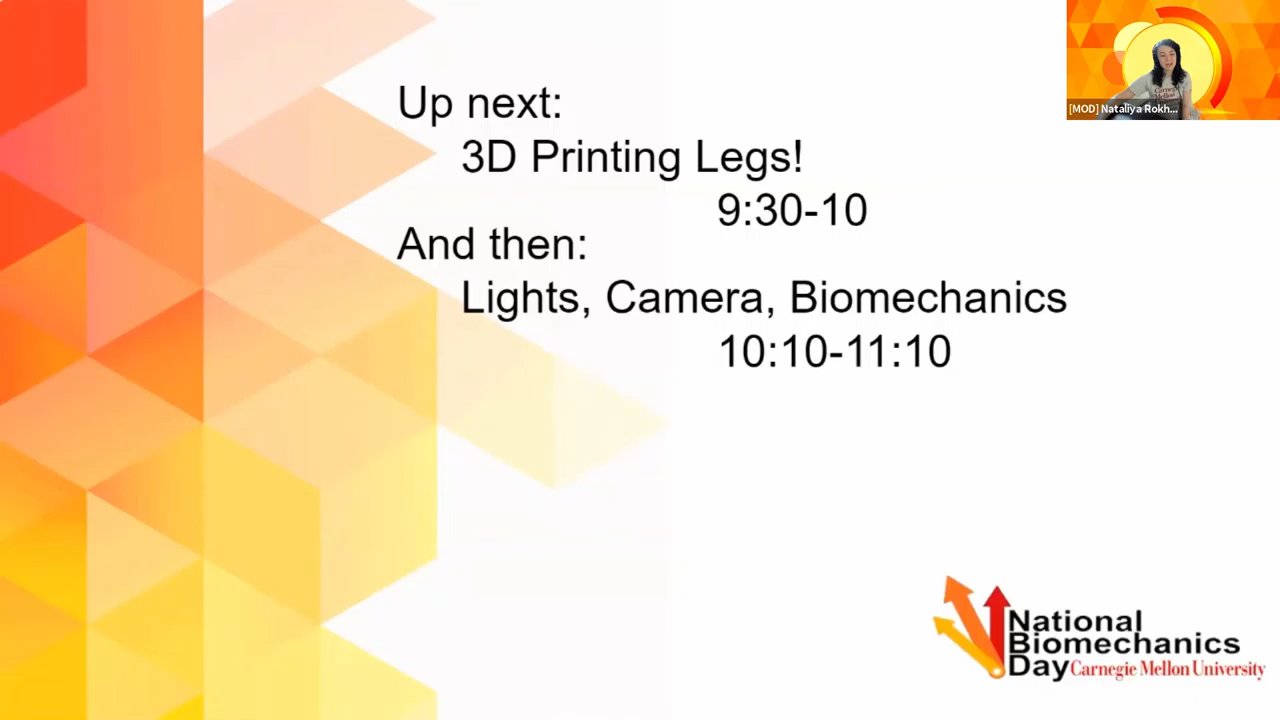 Up next:
3D Printing Legs!
9:30-10
And then:
Lights, Camera, Biomechanics
10:10-11:10
[MOD] Nataliya Rokh...
National
Biomechanics
Day Carnegie Mellon University